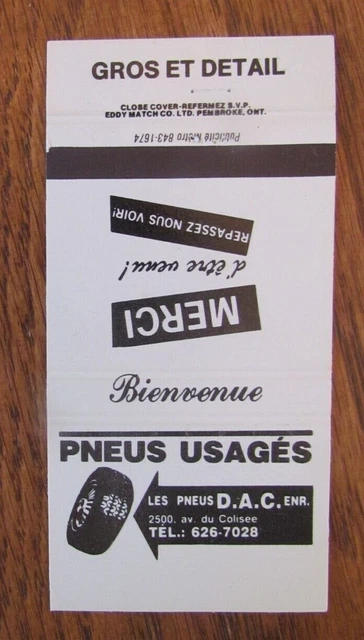 GROS ET DETAIL
CLOSE COVER-REFERMEZ S.V.P.
EDDY MATCH CO. LTD. PEMBROKE, ONT.
Publicité Métro 843-1674
MERCI
d'être venu!
REPASSEZ NOUS VOIR!
Bienvenue
PNEUS USAGÉS
LES PNEUS D.A.C. ENR.
2500, av. du Colisee
TÉL.: 626-7028